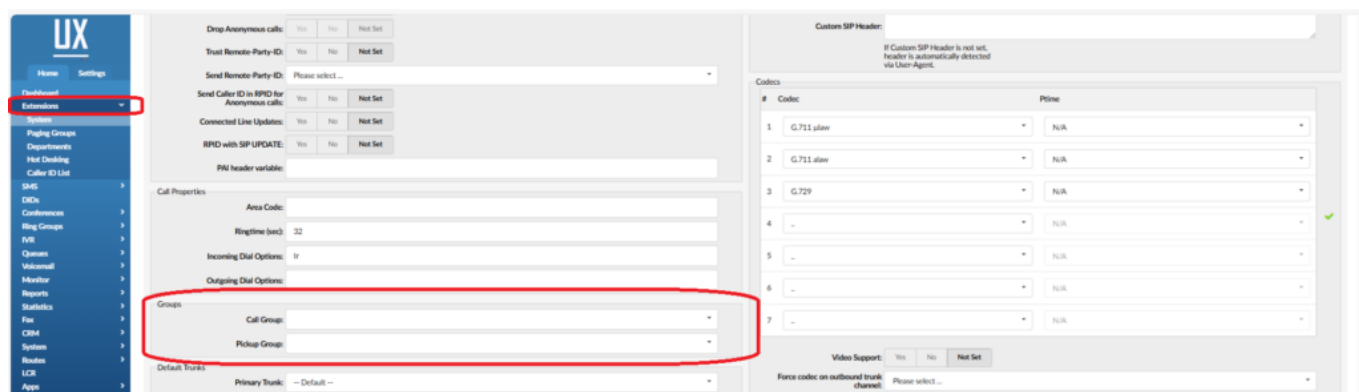 UX
Home Settings
Dashboard
Extensions
System
Paging Groups
Departments
Hot Desking
Caller ID List
SMS
DIDs
Conferences
Ring Groups
IVR
Queues
Voicemail
Monitor
Reports
Statistics
Fax
CRM
System
Routes
LCR
Apps
Drop Anonymous calls: Yes No Not Set
Trust Remote-Party-ID: Yes No Not Set
Send Remote-Party-ID: Please select ...
Send Caller ID in RPID for
Anonymous calls: Yes No Not Set
Connected Line Updates: Yes No Not Set
RPID with SIP UPDATE: Yes No Not Set
PAI header variable:
Call Properties
Area Code:
Ringtime (sec): 32
Incoming Dial Options: Ir
Outgoing Dial Options:
Groups
Call Group:
Pickup Group:
Default Trunks
Primary Trunk: -- Default --
Custom SIP Header:
If Custom SIP Header is not set,
header is automatically detected
via User-Agent.
Codecs
# Codec Ptime
1 G.711 µlaw N/A
2 G.711 alaw N/A
3 G.729 N/A
4 _ N/A
5 _ N/A
6 _ N/A
7 _ N/A
Video Support: Yes No Not Set
Force codec on outbound trunk
channel: Please select ...